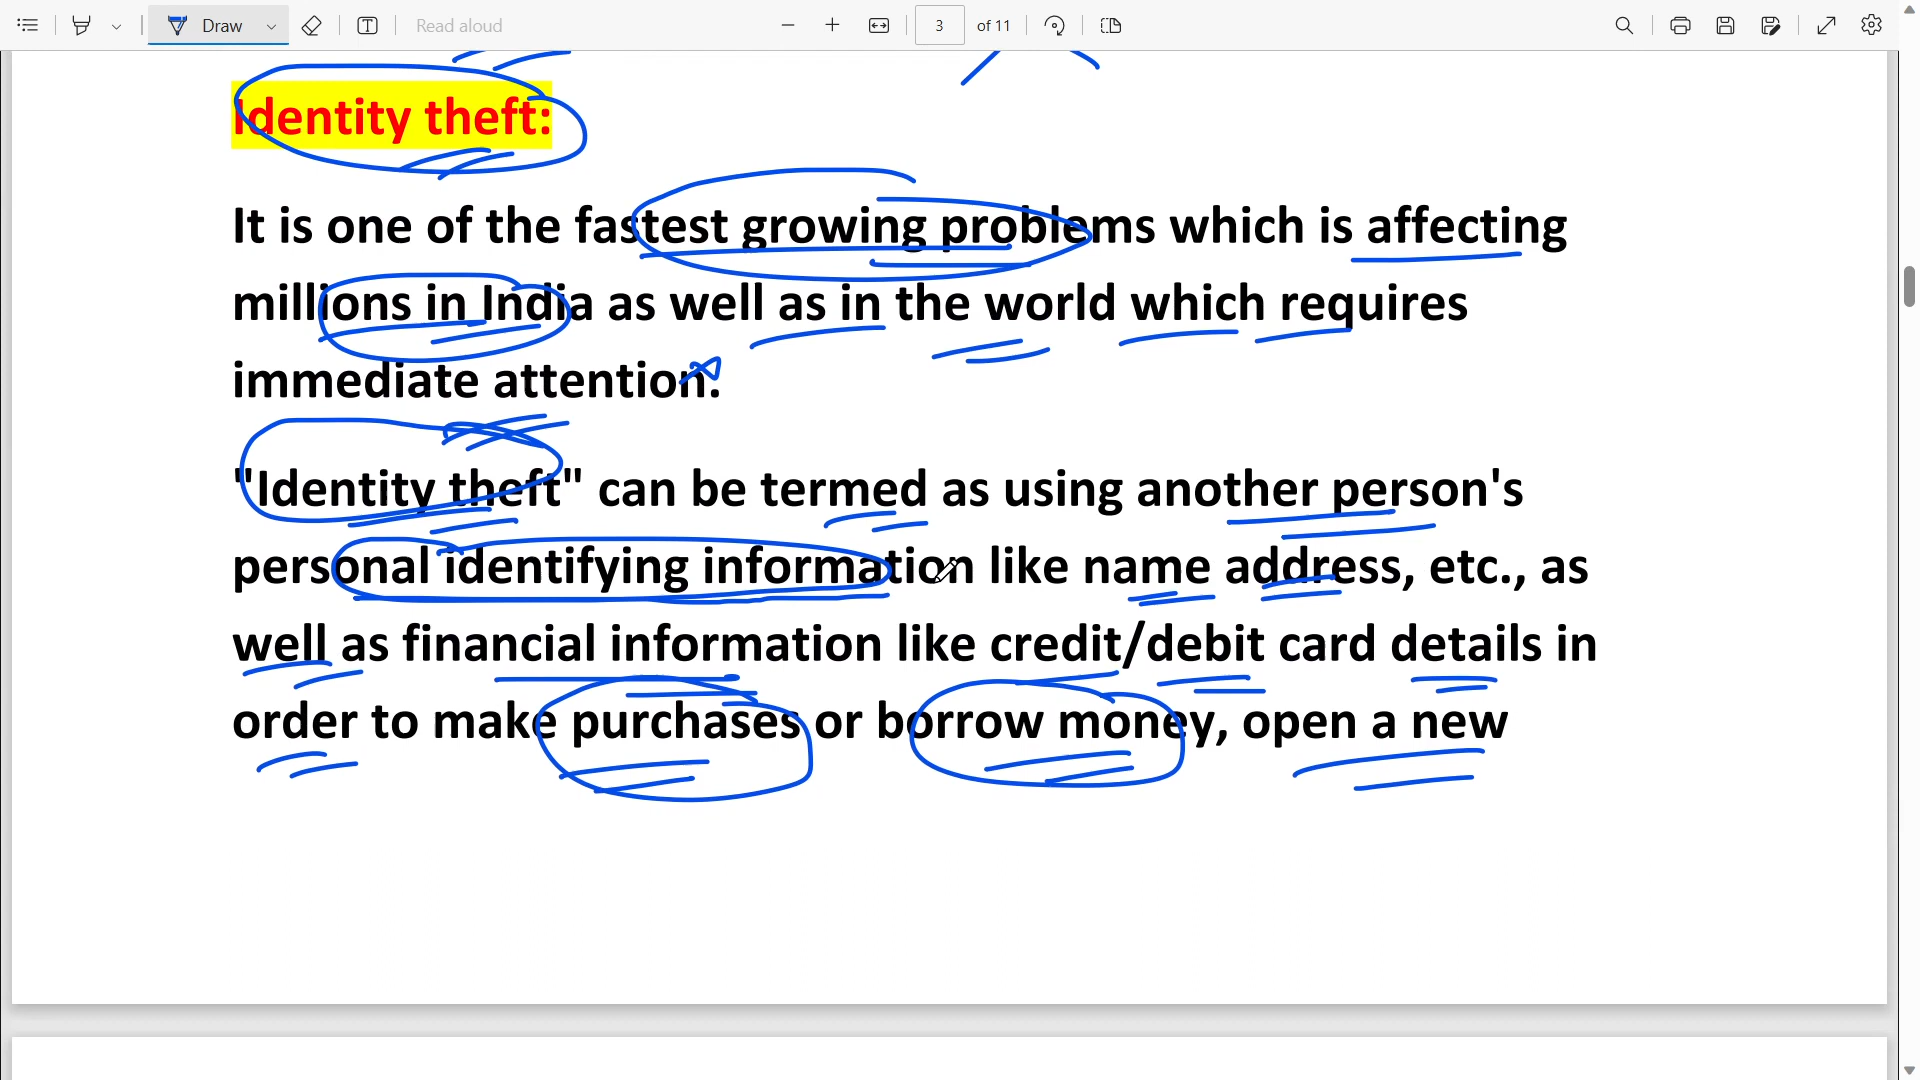 Draw
Read aloud
3 of 11
Identity theft:
It is one of the fastest growing problems which is affecting
millions in India as well as in the world which requires
immediate attention.
"Identity theft" can be termed as using another person's
personal identifying information like name address, etc., as
well as financial information like credit/debit card details in
order to make purchases or borrow money, open a new